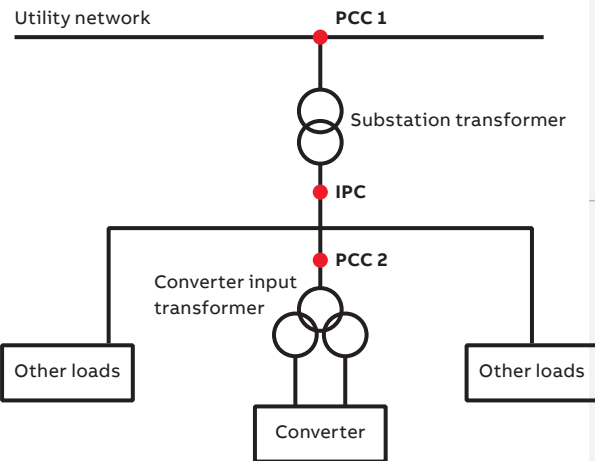 Utility network
PCC 1
Substation transformer
IPC
PCC 2
Converter input
transformer
Other loads
Other loads
Converter